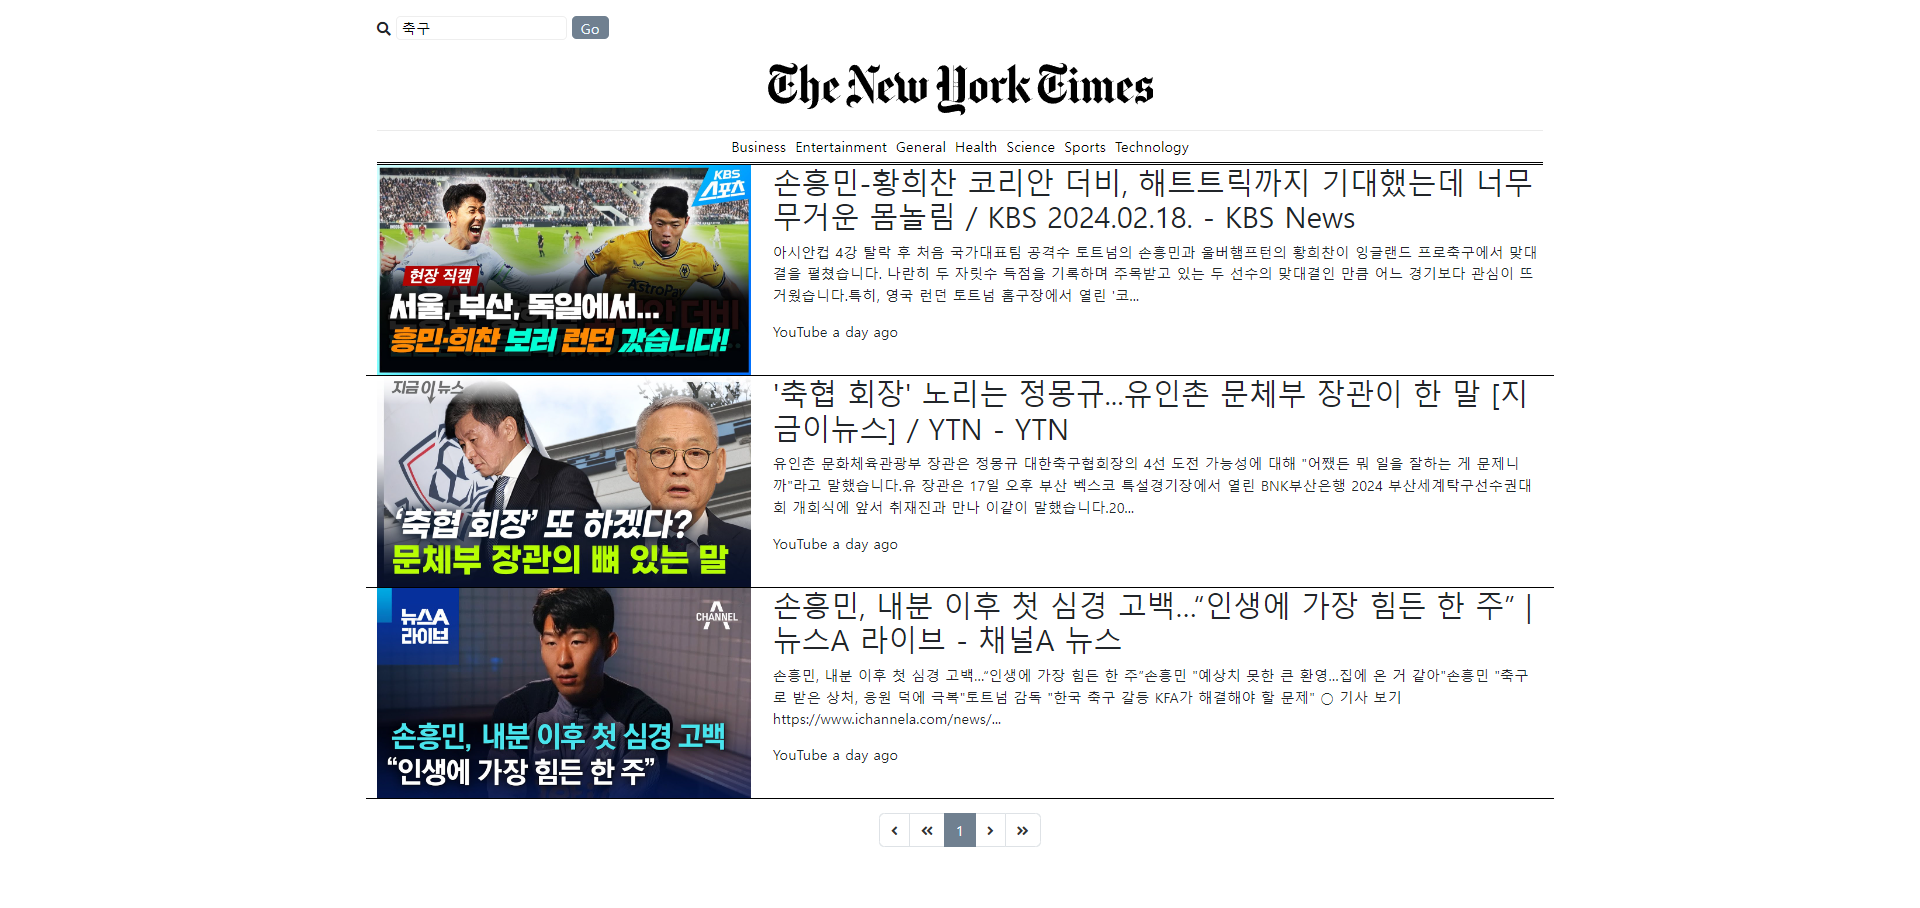 축구
Go
The New York Times
Business Entertainment General Health Science Sports Technology
KBS
스포츠
현장 직캠
AstroPay
서울, 부산, 독일에서...
흥민·희찬 보러 런던 갔습니다!
손흥민-황희찬 코리안 더비, 해트트릭까지 기대했는데 너무
무거운 몸놀림 / KBS 2024.02.18. - KBS News
아시안컵 4강 탈락 후 처음 국가대표팀 공격수 토트넘의 손흥민과 울버햄프턴의 황희찬이 잉글랜드 프로축구에서 맞대
결을 펼쳤습니다. 나란히 두 자릿수 득점을 기록하며 주목받고 있는 두 선수의 맞대결인 만큼 어느 경기보다 관심이 뜨
거웠습니다.특히, 영국 런던 토트넘 홈구장에서 열린 '코...
YouTube a day ago
지금 이 뉴스
‘축협 회장’ 또 하겠다?
문체부 장관의 뼈 있는 말
'축협 회장' 노리는 정몽규...유인촌 문체부 장관이 한 말 [지
금이뉴스] / YTN - YTN
유인촌 문화체육관광부 장관은 정몽규 대한축구협회장의 4선 도전 가능성에 대해 "어쨌든 뭐 일을 잘하는 게 문제니
까"라고 말했습니다.유 장관은 17일 오후 부산 벡스코 특설경기장에서 열린 BNK부산은행 2024 부산세계탁구선수권대
회 개회식에 앞서 취재진과 만나 이같이 말했습니다.20...
YouTube a day ago
뉴스A
라이브
CHANNEL A
손흥민, 내분 이후 첫 심경 고백
“인생에 가장 힘든 한 주”
손흥민, 내분 이후 첫 심경 고백…“인생에 가장 힘든 한 주” |
뉴스A 라이브 - 채널A 뉴스
손흥민, 내분 이후 첫 심경 고백…“인생에 가장 힘든 한 주”손흥민 "예상치 못한 큰 환영…집에 온 거 같아"손흥민 "축구
로 받은 상처, 응원 덕에 극복"토트넘 감독 "한국 축구 갈등 KFA가 해결해야 할 문제" ○ 기사 보기
https://www.ichannela.com/news/...
YouTube a day ago
1